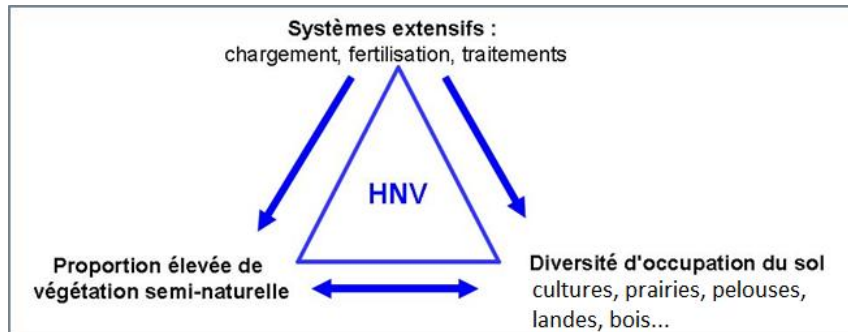 Systèmes extensifs :
chargement, fertilisation, traitements
HNV
Proportion élevée de
végétation semi-naturelle
Diversité d'occupation du sol
cultures, prairies, pelouses,
landes, bois...